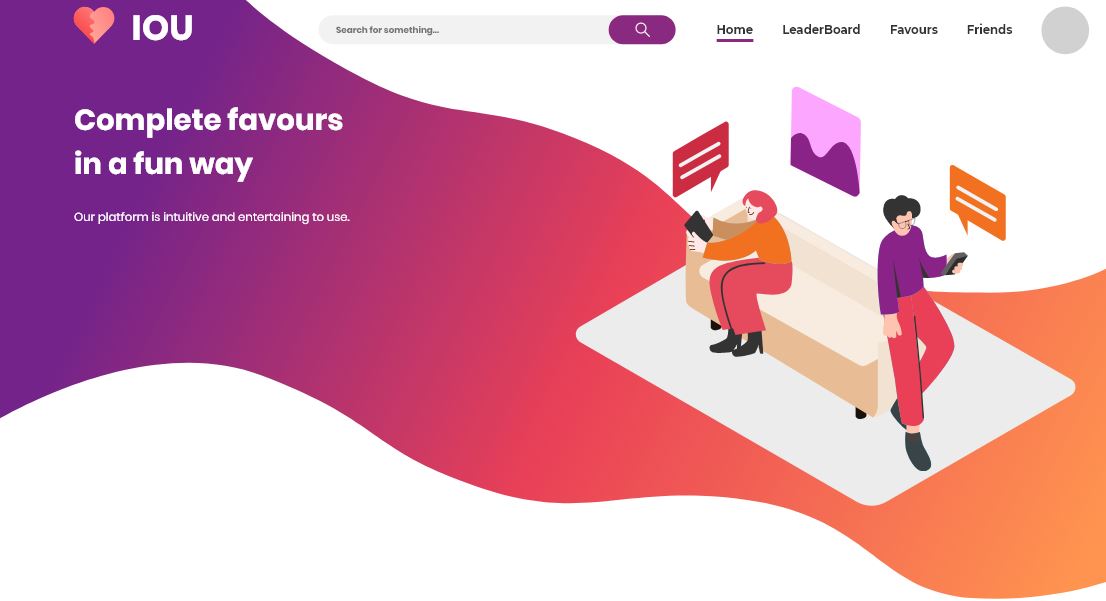 IOU
Search for something...
Home
LeaderBoard
Favours
Friends
Complete favours
in a fun way
Our platform is intuitive and entertaining to use.